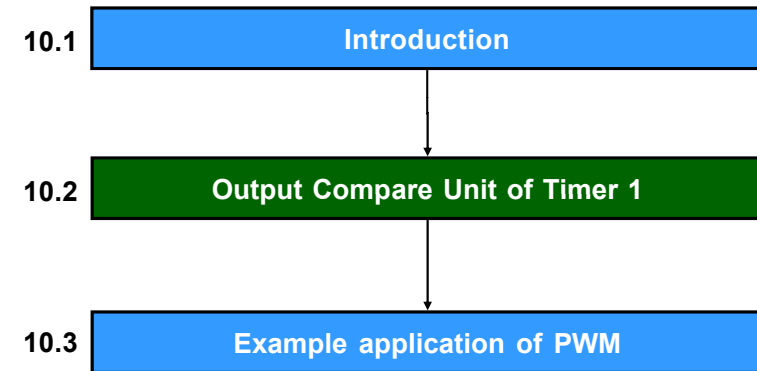 10.1 Introduction
10.2 Output Compare Unit of Timer 1
10.3 Example application of PWM